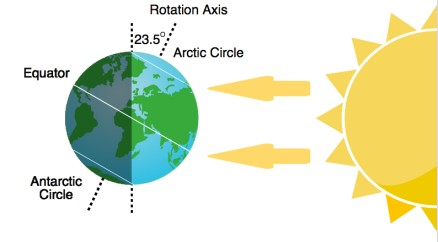 Rotation Axis
23.5°
Arctic Circle
Equator
Antarctic
Circle